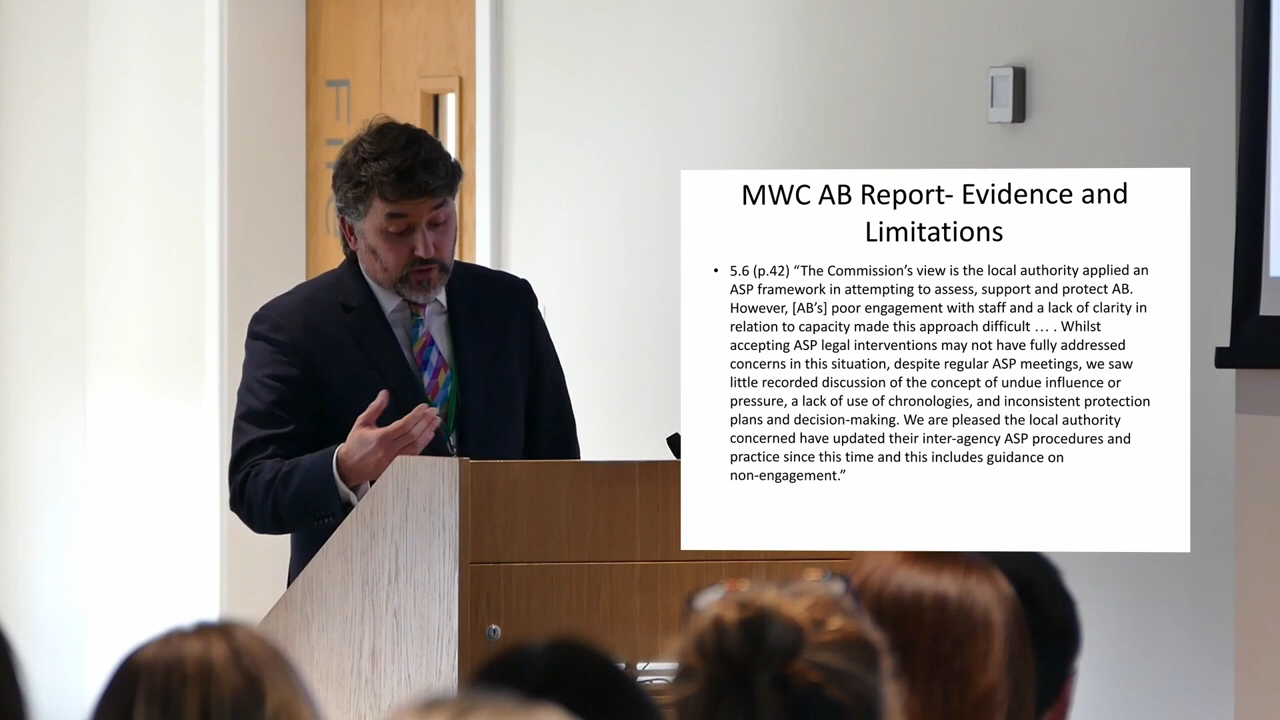 MWC AB Report- Evidence and
Limitations
• 5.6 (p.42) “The Commission’s view is the local authority applied an
ASP framework in attempting to assess, support and protect AB.
However, [AB’s] poor engagement with staff and a lack of clarity in
relation to capacity made this approach difficult … . Whilst
accepting ASP legal interventions may not have fully addressed
concerns in this situation, despite regular ASP meetings, we saw
little recorded discussion of the concept of undue influence or
pressure, a lack of use of chronologies, and inconsistent protection
plans and decision-making. We are pleased the local authority
concerned have updated their inter-agency ASP procedures and
practice since this time and this includes guidance on
non-engagement.”